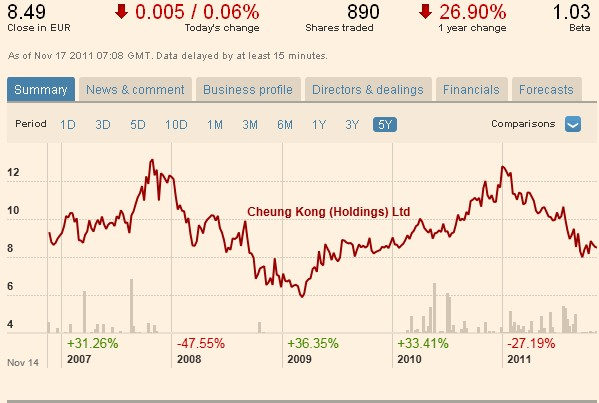 8.49 0.005 / 0.06% 890 26.90% 1.03
Close in EUR Today's change Shares traded 1 year change Beta
As of Nov 17 2011 07:08 GMT. Data delayed by at least 15 minutes.
Summary News & comment Business profile Directors & dealings Financials Forecasts
Period 1D 3D 5D 10D 1M 3M 6M 1Y 3Y 5Y Comparisons
12
Cheung Kong (Holdings) Ltd
10
8
6
4
+31.26% -47.55% +36.35% +33.41% -27.19%
Nov 14 2007 2008 2009 2010 2011